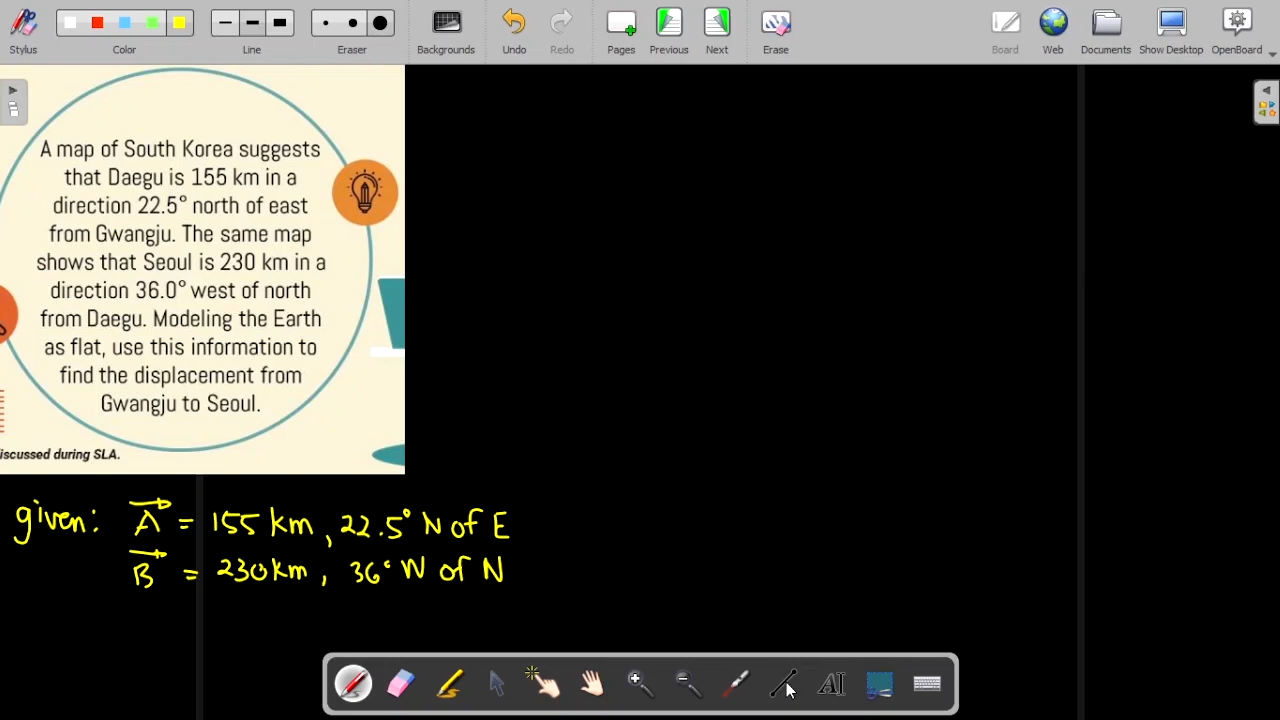 Stylus
Color
Line
Eraser
Backgrounds
Undo
Redo
Pages
Previous
Next
Erase
Board
Web
Documents
Show Desktop
OpenBoard
A map of South Korea suggests
that Daegu is 155 km in a
direction 22.5° north of east
from Gwangju. The same map
shows that Seoul is 230 km in a
direction 36.0° west of north
from Daegu. Modeling the Earth
as flat, use this information to
find the displacement from
Gwangju to Seoul.
iscussed during SLA.
given: A = 155 km, 22.5° N of E
B = 230km, 36° W of N
AI